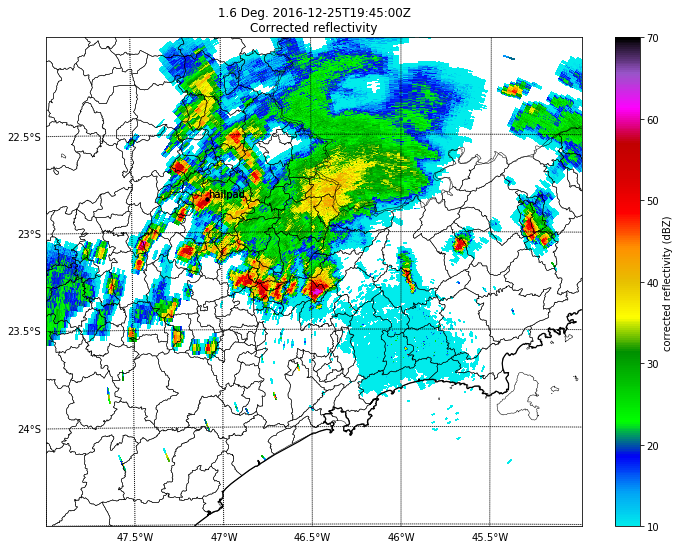 1.6 Deg. 2016-12-25T19:45:00Z
Corrected reflectivity
70
60
50
40
30
20
10
corrected reflectivity (dBZ)
22.5°S
23°S
23.5°S
24°S
hailpad
47.5°W
47°W
46.5°W
46°W
45.5°W